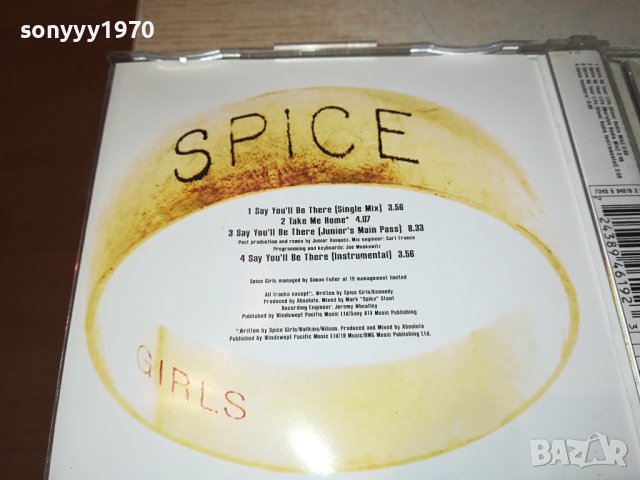 sonyyy1970
SPICE
1 Say You'll Be There (Single Mix) 3.56
2 Take Me Home* 4.07
3 Say You'll Be There (Junior's Main Pass) 8.33
Post production and remix by Junior Vasquez. Mix engineer: Curt Frasca
Programming and keyboards: Joe Moskowitz
4 Say You'll Be There (Instrumental) 3.56
Spice Girls managed by Simon Fuller at 19 management limited
All tracks except*, Written by Spice Girls/Kennedy
Produced by Absolute. Mixed by Mark "Spike" Stent
Recording Engineer: Jeremy Wheatley
Published by Windswept Pacific Music Ltd/Sony ATV Music Publishing
*:Written by Spice Girls/Watkins/Wilson. Produced and Mixed by Absolute
Published by Windswept Pacific Music Ltd/19 Music/BMG Music Publishing Ltd.
GIRLS
24389 46192
BAZAR